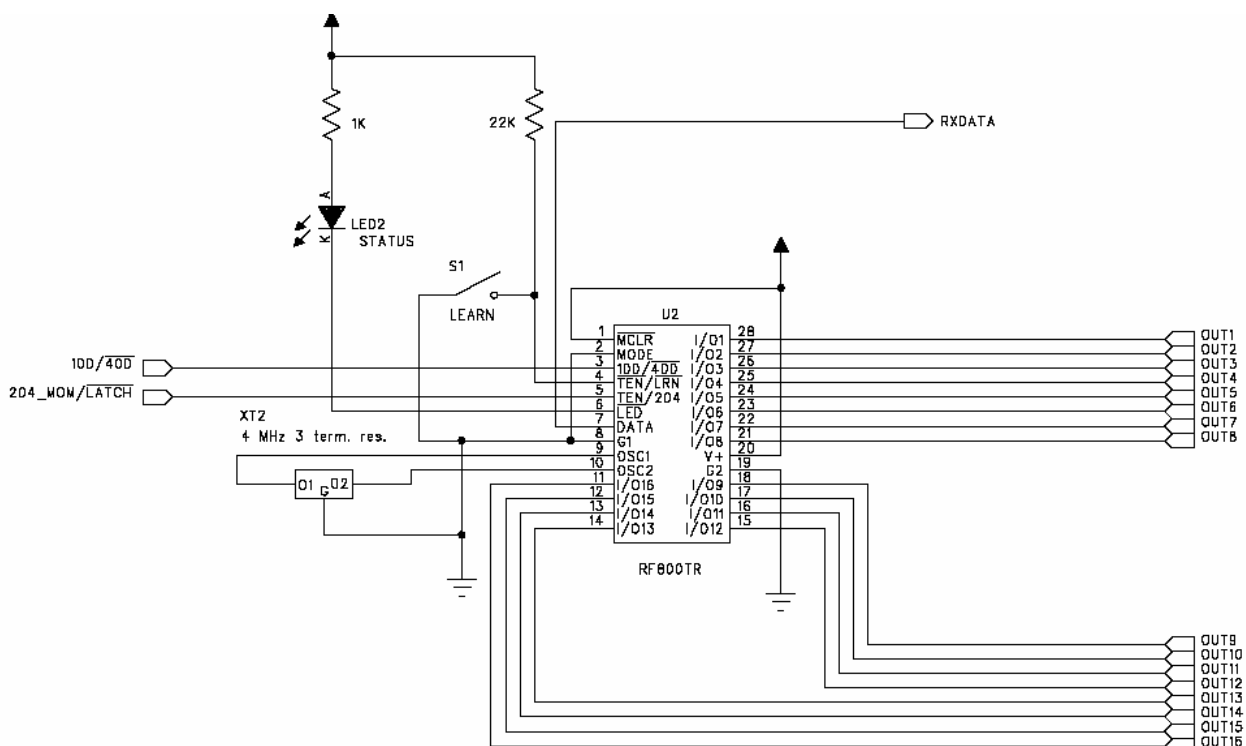 1K
22K
RXDATA
A
K
LED2
STATUS
S1
LEARN
U2
1 MCLR I/O1 28 OUT1
2 MODE I/O2 27 OUT2
10D/40D 3 10D/40D I/O3 26 OUT3
4 TEN/LRN I/O4 25 OUT4
204_MOM/LATCH 5 TEN/204 I/O5 24 OUT5
6 LED I/O6 23 OUT6
7 DATA I/O7 22 OUT7
8 G1 I/O8 21 OUT8
XT2
4 MHz 3 term. res.
9 OSC1 V+ 20
10 OSC2 G2 19
O1 G O2
11 I/O16 I/O9 18
12 I/O15 I/O10 17
13 I/O14 I/O11 16
14 I/O13 I/O12 15
RF800TR
OUT9
OUT10
OUT11
OUT12
OUT13
OUT14
OUT15
OUT16